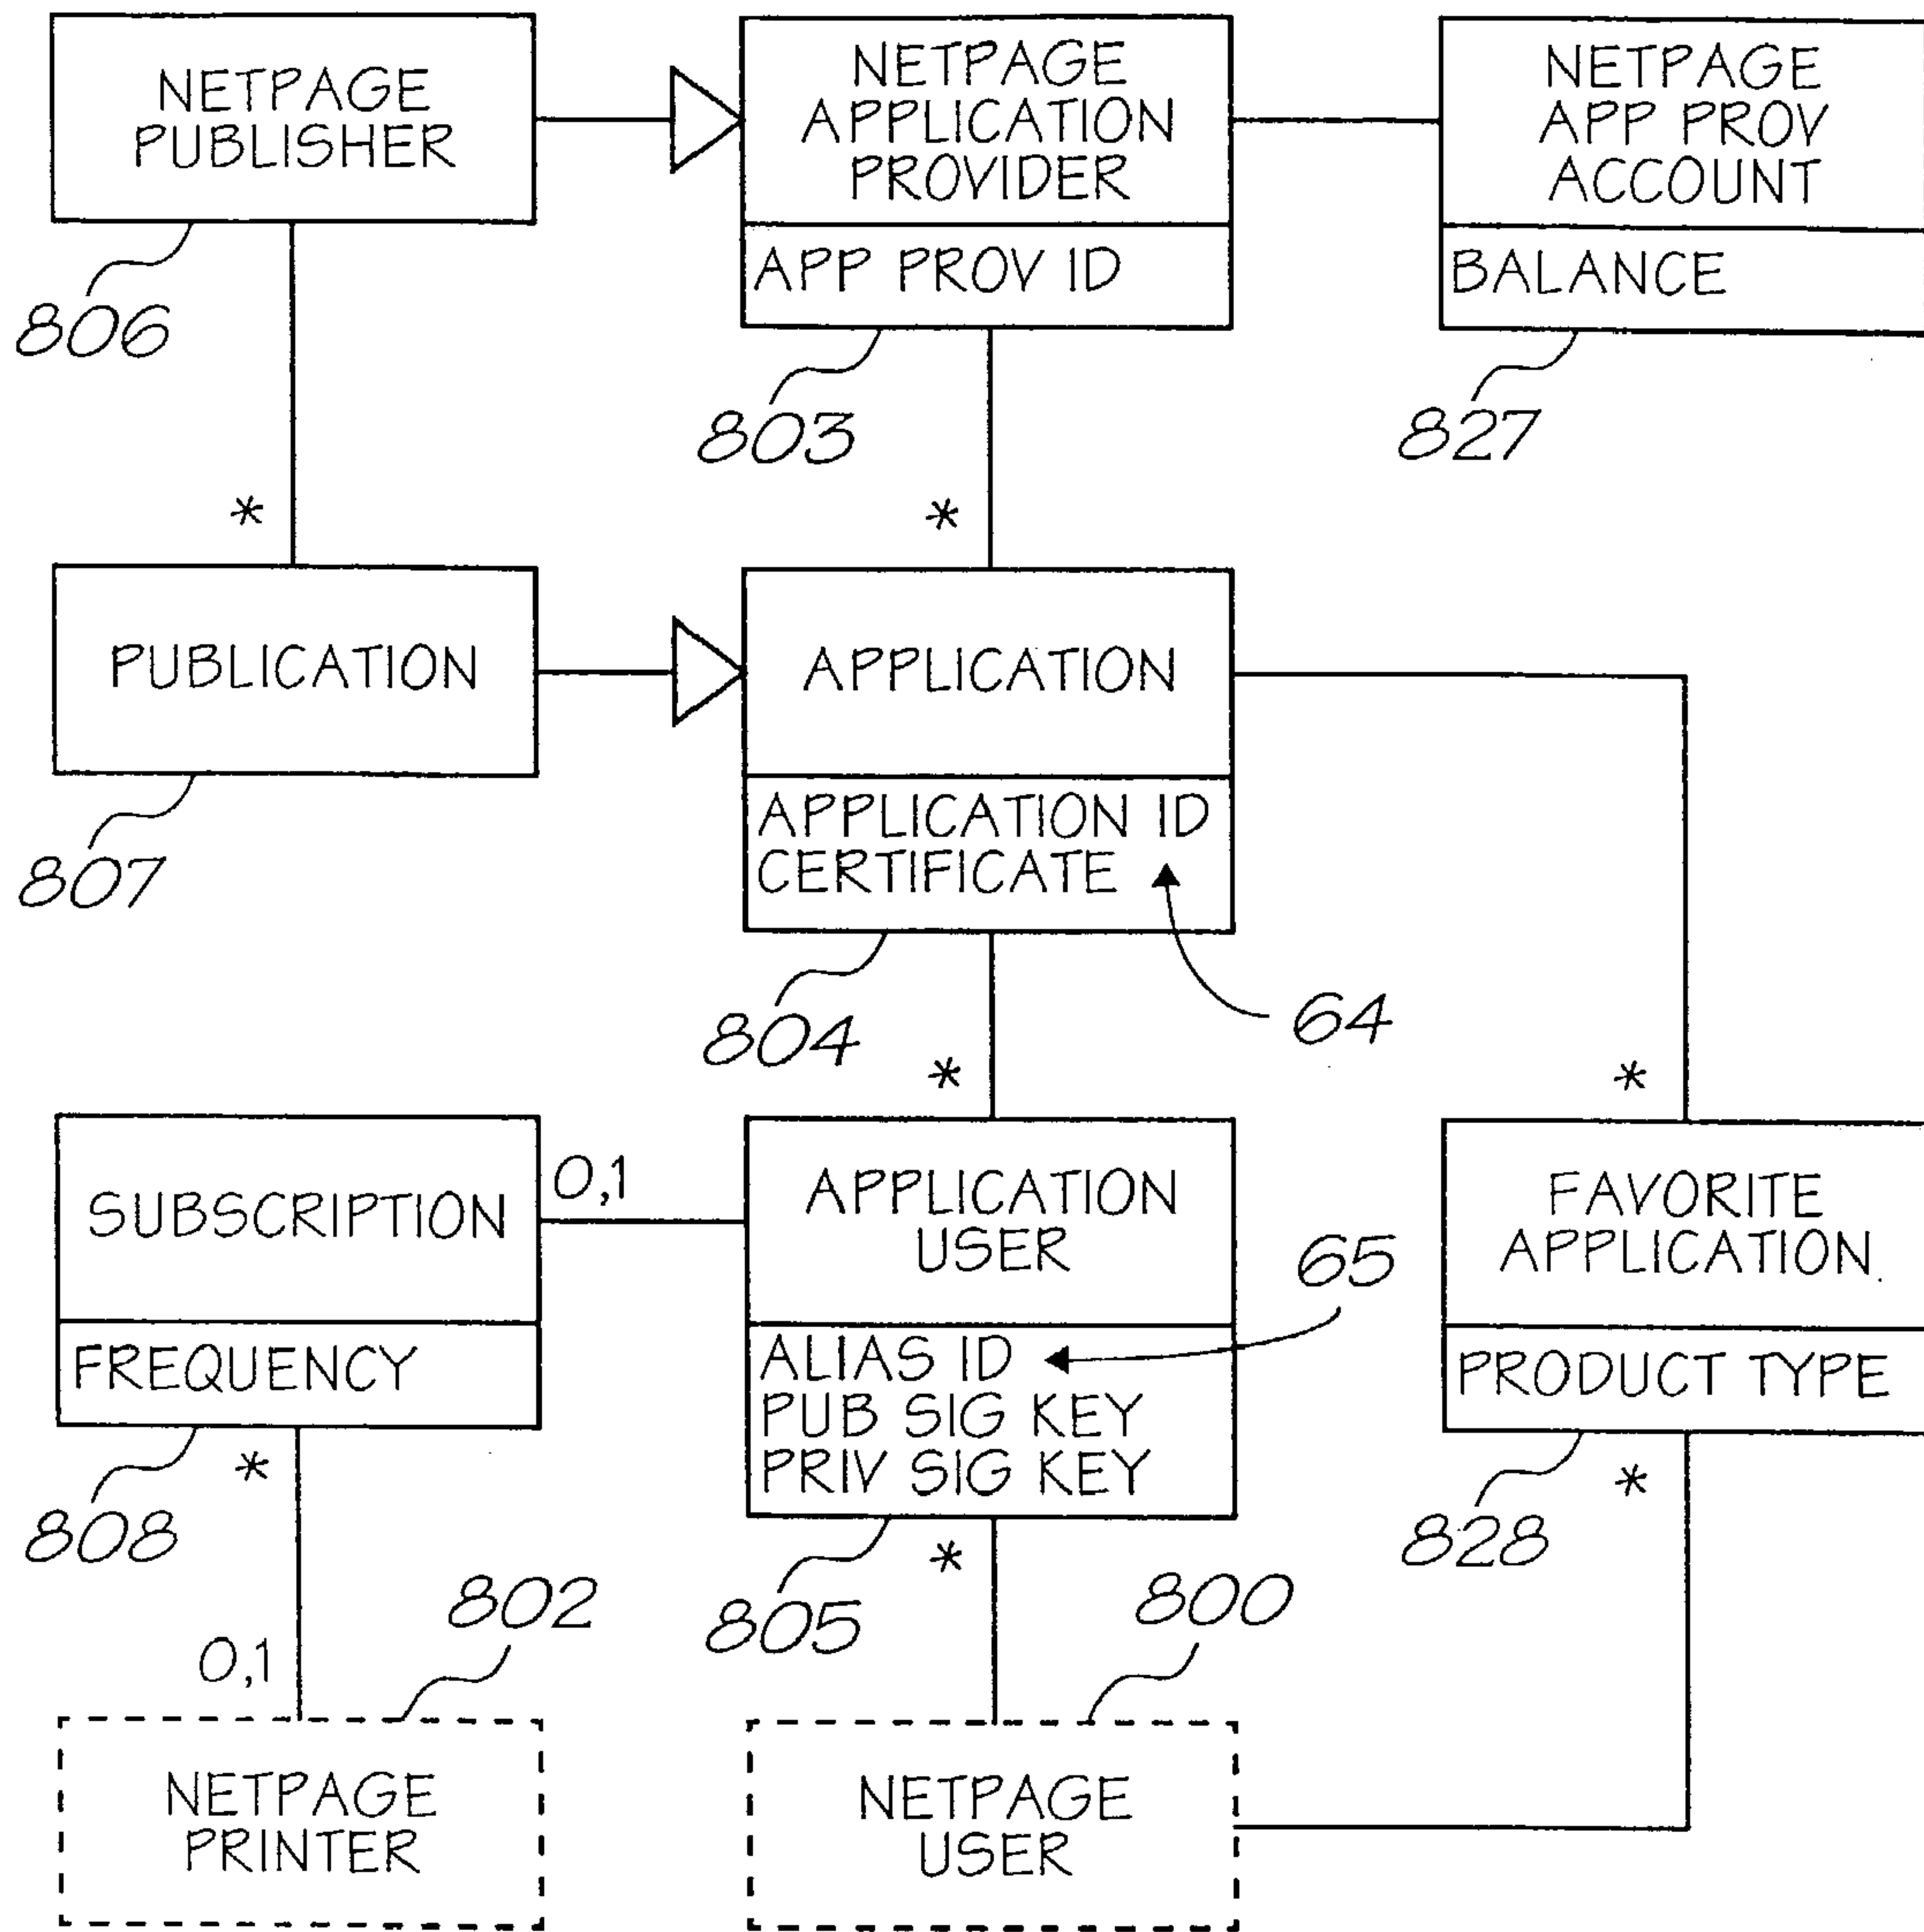 NETPAGE
PUBLISHER
806
NETPAGE
APPLICATION
PROVIDER
APP PROV ID
803
NETPAGE
APP PROV
ACCOUNT
BALANCE
827
*
*
PUBLICATION
807
APPLICATION
APPLICATION ID
CERTIFICATE
804
64
*
*
SUBSCRIPTION
FREQUENCY
0,1
808
*
APPLICATION
USER
ALIAS ID
PUB SIG KEY
PRIV SIG KEY
65
805
*
FAVORITE
APPLICATION
PRODUCT TYPE
828
*
802
0,1
800
NETPAGE
PRINTER
NETPAGE
USER